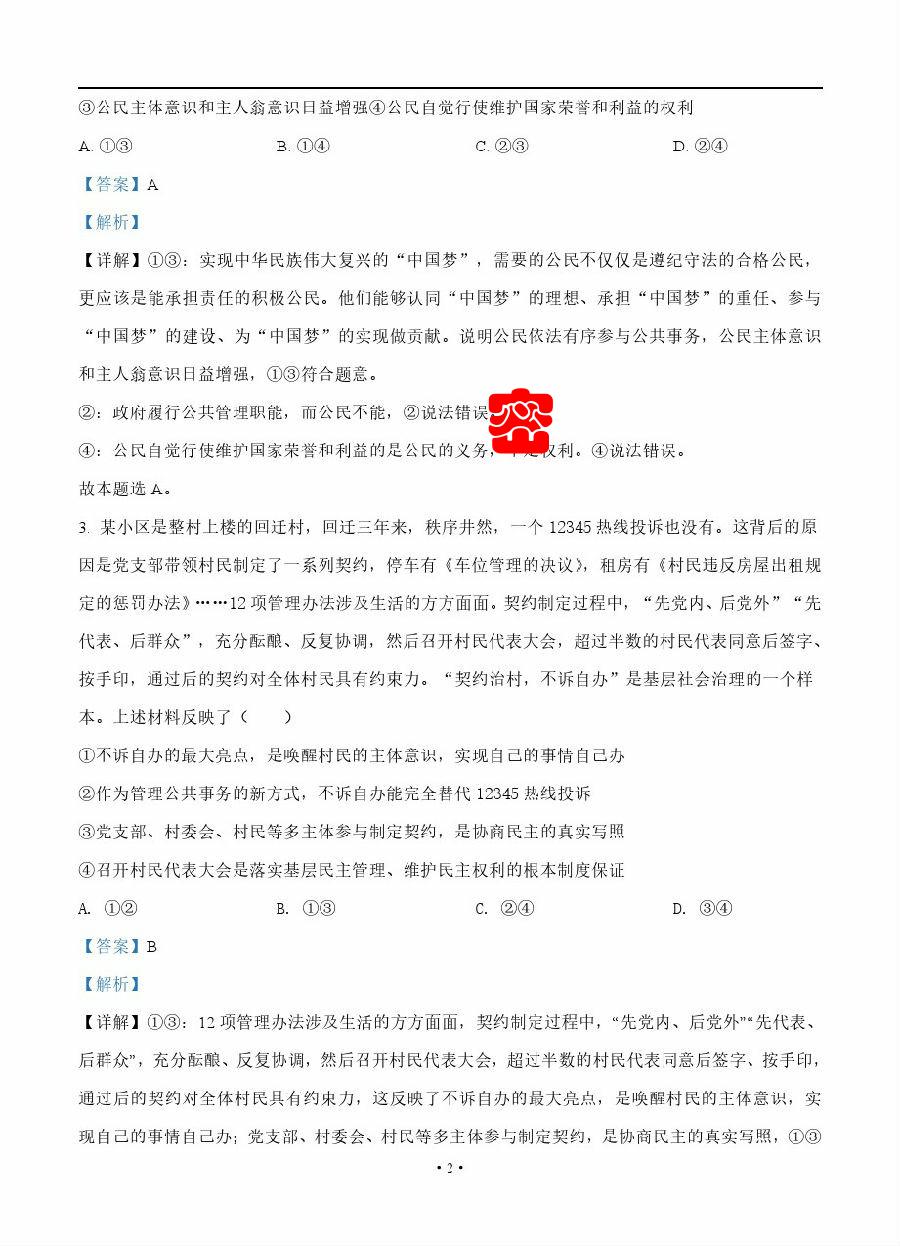 ③公民主体意识和主人翁意识日益增强④公民自觉行使维护国家荣誉和利益的权利
A. ①③ B. ①④ C. ②③ D. ②④
【答案】A
【解析】
【详解】①③：实现中华民族伟大复兴的“中国梦”，需要的公民不仅仅是遵纪守法的合格公民，
更应该是能承担责任的积极公民。他们能够认同“中国梦”的理想、承担“中国梦”的重任、参与
“中国梦”的建设、为“中国梦”的实现做贡献。说明公民依法有序参与公共事务，公民主体意识
和主人翁意识日益增强，①③符合题意。
②：政府履行公共管理职能，而公民不能，②说法错误
④：公民自觉行使维护国家荣誉和利益的是公民的义务，不是权利。④说法错误。
故本题选 A。
3. 某小区是整村上楼的回迁村，回迁三年来，秩序井然，一个 12345 热线投诉也没有。这背后的原
因是党支部带领村民制定了一系列契约，停车有《车位管理的决议》，租房有《村民违反房屋出租规
定的惩罚办法》……12 项管理办法涉及生活的方方面面。契约制定过程中，“先党内、后党外”“先
代表、后群众”，充分酝酿、反复协调，然后召开村民代表大会，超过半数的村民代表同意后签字、
按手印，通过后的契约对全体村民具有约束力。“契约治村，不诉自办”是基层社会治理的一个样
本。上述材料反映了（　　）
①不诉自办的最大亮点，是唤醒村民的主体意识，实现自己的事情自己办
②作为管理公共事务的新方式，不诉自办能完全替代 12345 热线投诉
③党支部、村委会、村民等多主体参与制定契约，是协商民主的真实写照
④召开村民代表大会是落实基层民主管理、维护民主权利的根本制度保证
A. ①② B. ①③ C. ②④ D. ③④
【答案】B
【解析】
【详解】①③：12 项管理办法涉及生活的方方面面，契约制定过程中，“先党内、后党外”“先代表、
后群众”，充分酝酿、反复协调，然后召开村民代表大会，超过半数的村民代表同意后签字、按手印，
通过后的契约对全体村民具有约束力，这反映了不诉自办的最大亮点，是唤醒村民的主体意识，实
现自己的事情自己办；党支部、村委会、村民等多主体参与制定契约，是协商民主的真实写照，①③
·2·